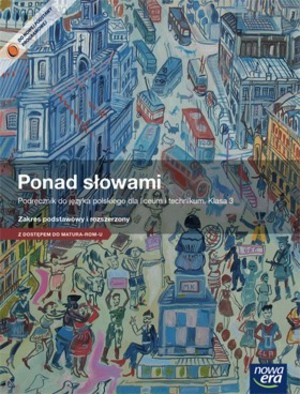 Ponad słowami
Podręcznik do języka polskiego dla liceum i technikum. Klasa 3
Zakres podstawowy i rozszerzony
Z DOSTĘPEM DO MATURA-ROM-U
nowa
era